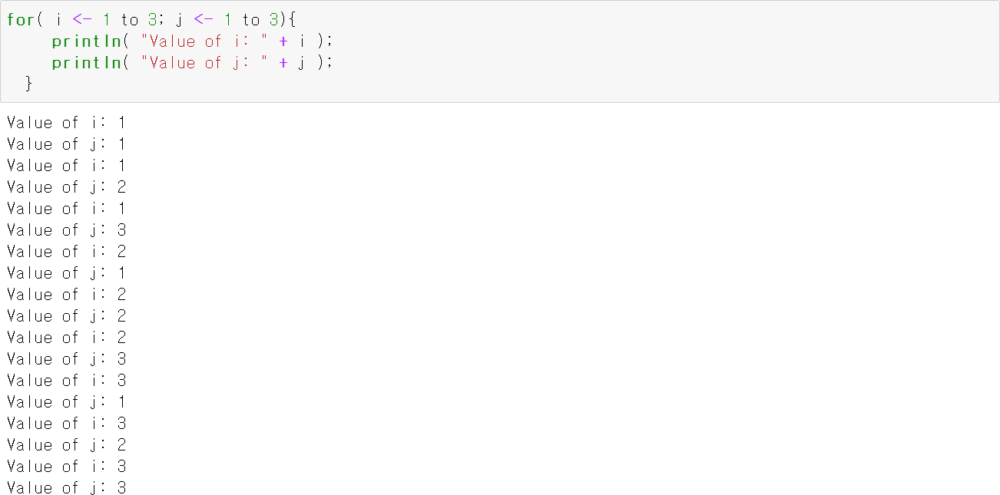 for( i <- 1 to 3; j <- 1 to 3){
     println( "Value of i: " + i );
     println( "Value of j: " + j );
  }
Value of i: 1
Value of j: 1
Value of i: 1
Value of j: 2
Value of i: 1
Value of j: 3
Value of i: 2
Value of j: 1
Value of i: 2
Value of j: 2
Value of i: 2
Value of j: 3
Value of i: 3
Value of j: 1
Value of i: 3
Value of j: 2
Value of i: 3
Value of j: 3